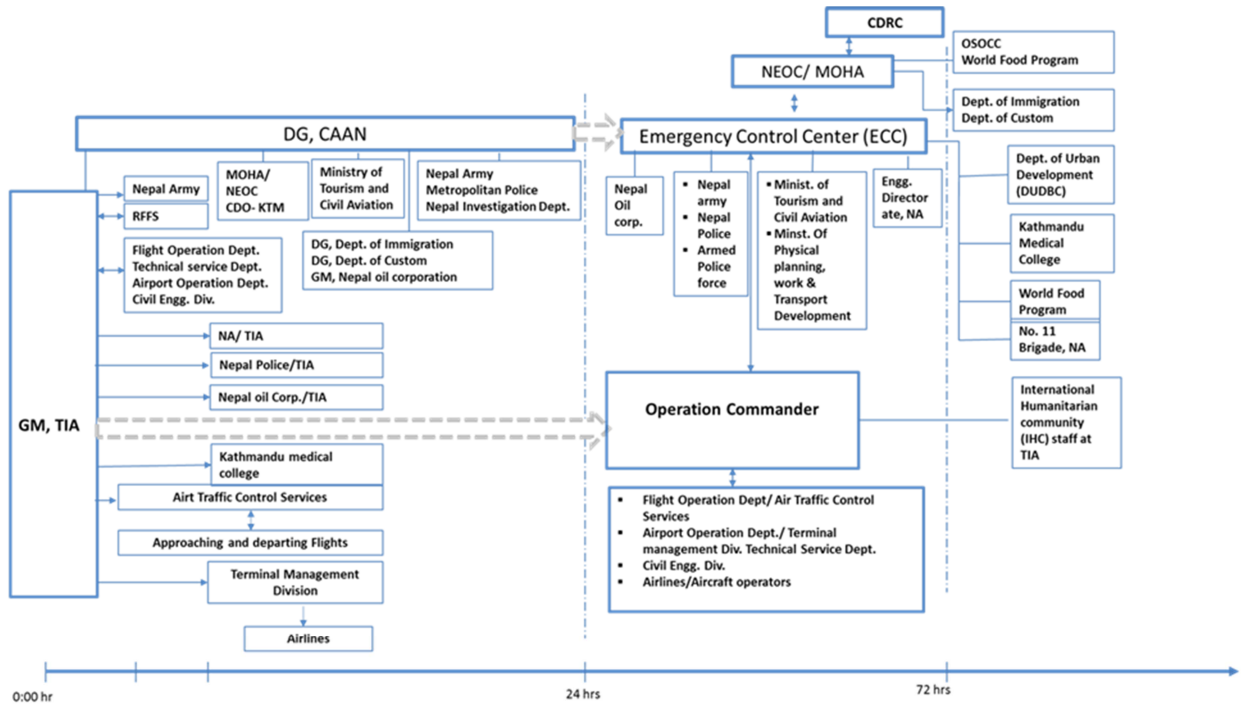 CDRC
NEOC/ MOHA
OSOCC
World Food Program
Dept. of Immigration
Dept. of Custom
DG, CAAN
Emergency Control Center (ECC)
GM, TIA
Nepal Army
RFFS
MOHA/
NEOC
CDO- KTM
Ministry of
Tourism and
Civil Aviation
Nepal Army
Metropolitan Police
Nepal Investigation Dept.
DG, Dept. of Immigration
DG, Dept. of Custom
GM, Nepal oil corporation
Flight Operation Dept.
Technical service Dept.
Airport Operation Dept.
Civil Engg. Div.
NA/ TIA
Nepal Police/TIA
Nepal oil Corp./TIA
Kathmandu medical
college
Airt Traffic Control Services
Approaching and departing Flights
Terminal Management
Division
Airlines
Nepal
Oil
corp.
▪ Nepal
army
▪ Nepal
Police
▪ Armed
Police
force
▪ Minist. of
Tourism and
Civil Aviation
▪ Minst. Of
Physical
planning,
work &
Transport
Development
Engg.
Director
ate, NA
Dept. of Urban
Development
(DUDBC)
Kathmandu
Medical
College
World Food
Program
No. 11
Brigade, NA
Operation Commander
International
Humanitarian
community
(IHC) staff at
TIA
▪ Flight Operation Dept/ Air Traffic Control
Services
▪ Airport Operation Dept./ Terminal
management Div. Technical Service Dept.
▪ Civil Engg. Div.
▪ Airlines/Aircraft operators
0:00 hr
24 hrs
72 hrs